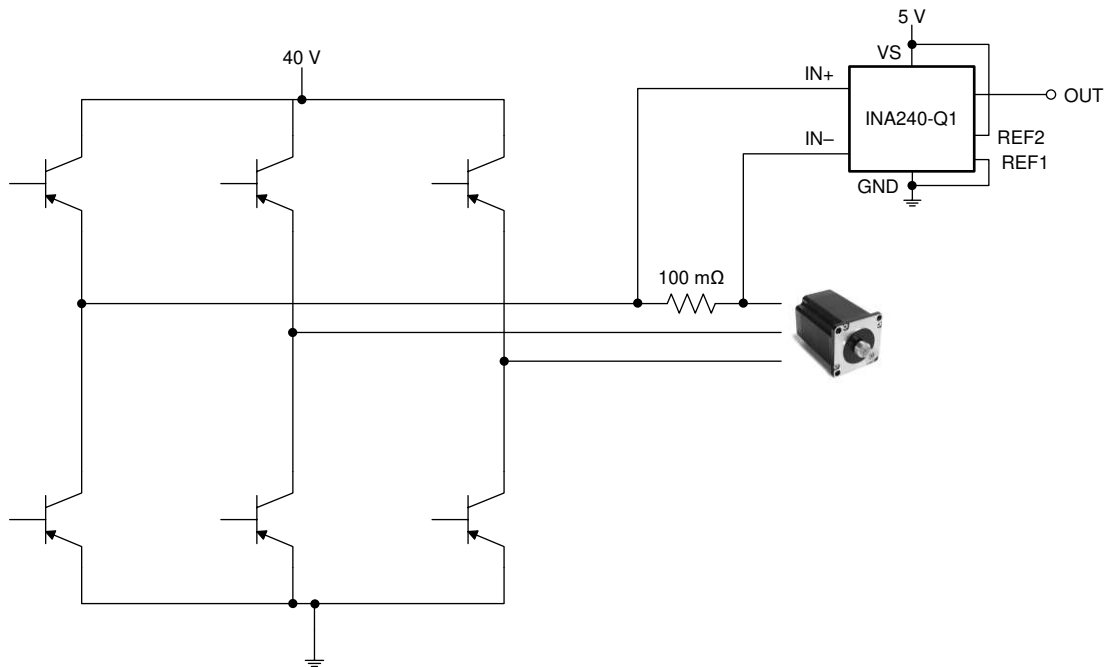 5 V
40 V
VS
IN+
INA240-Q1
OUT
IN–
REF2
REF1
GND
100 mΩ